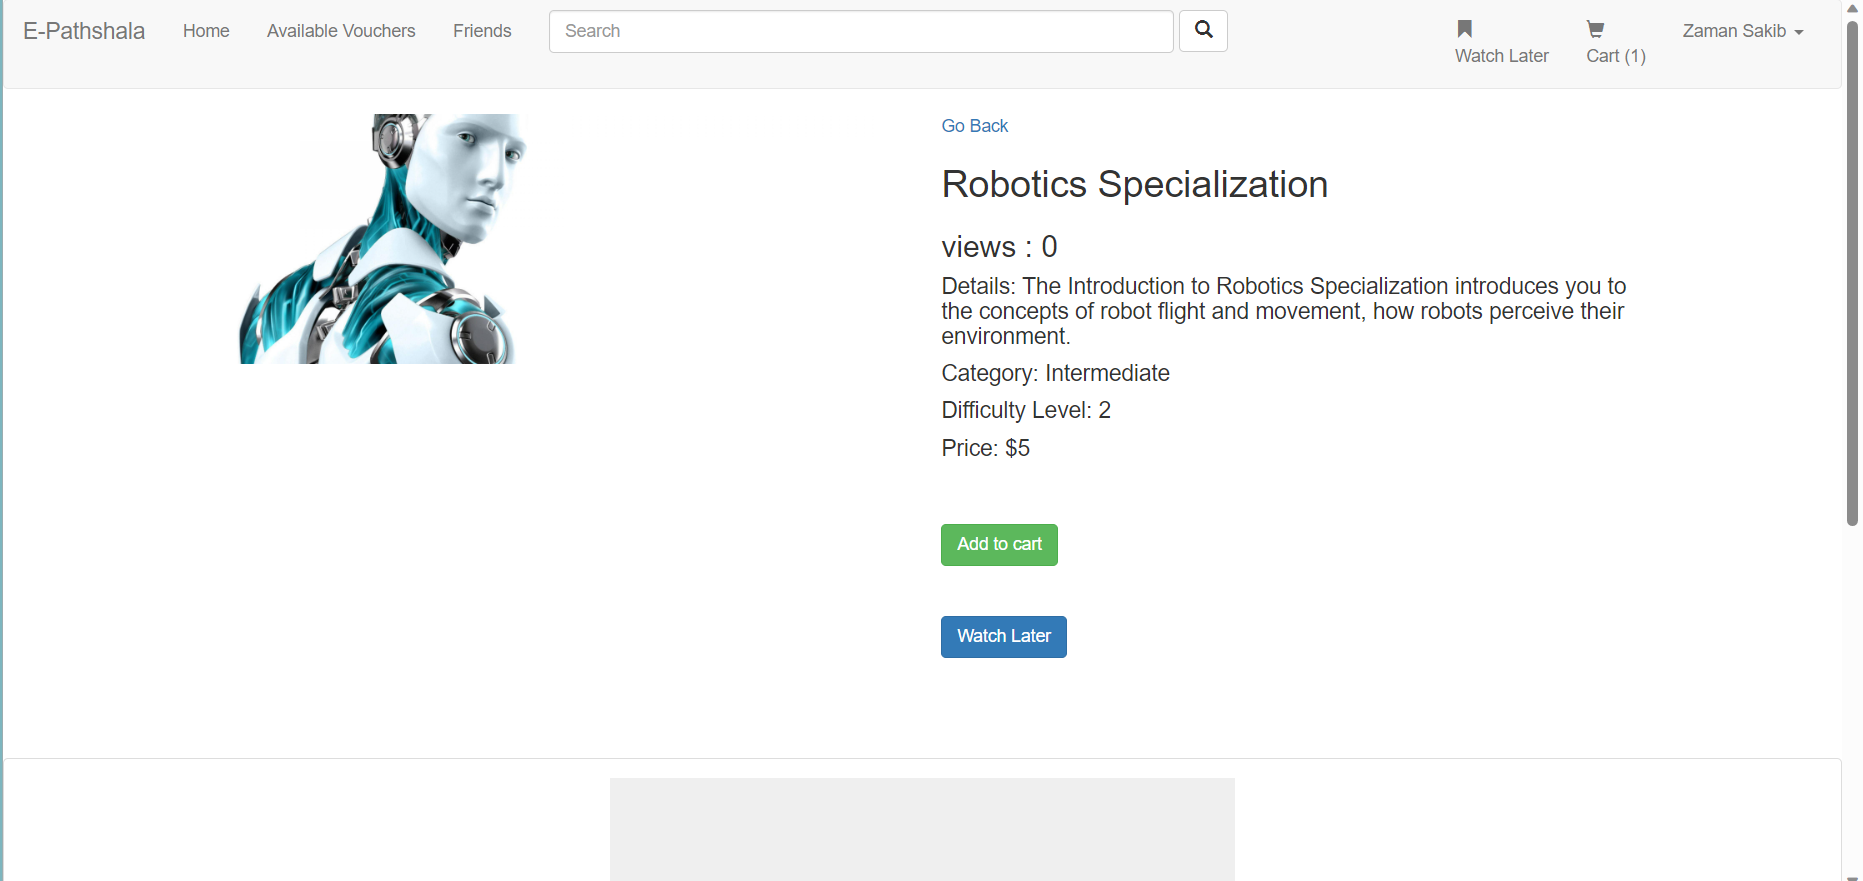 E-Pathshala Home Available Vouchers Friends Search Zaman Sakib
Watch Later Cart (1)
Go Back
Robotics Specialization
views : 0
Details: The Introduction to Robotics Specialization introduces you to
the concepts of robot flight and movement, how robots perceive their
environment.
Category: Intermediate
Difficulty Level: 2
Price: $5
Add to cart
Watch Later